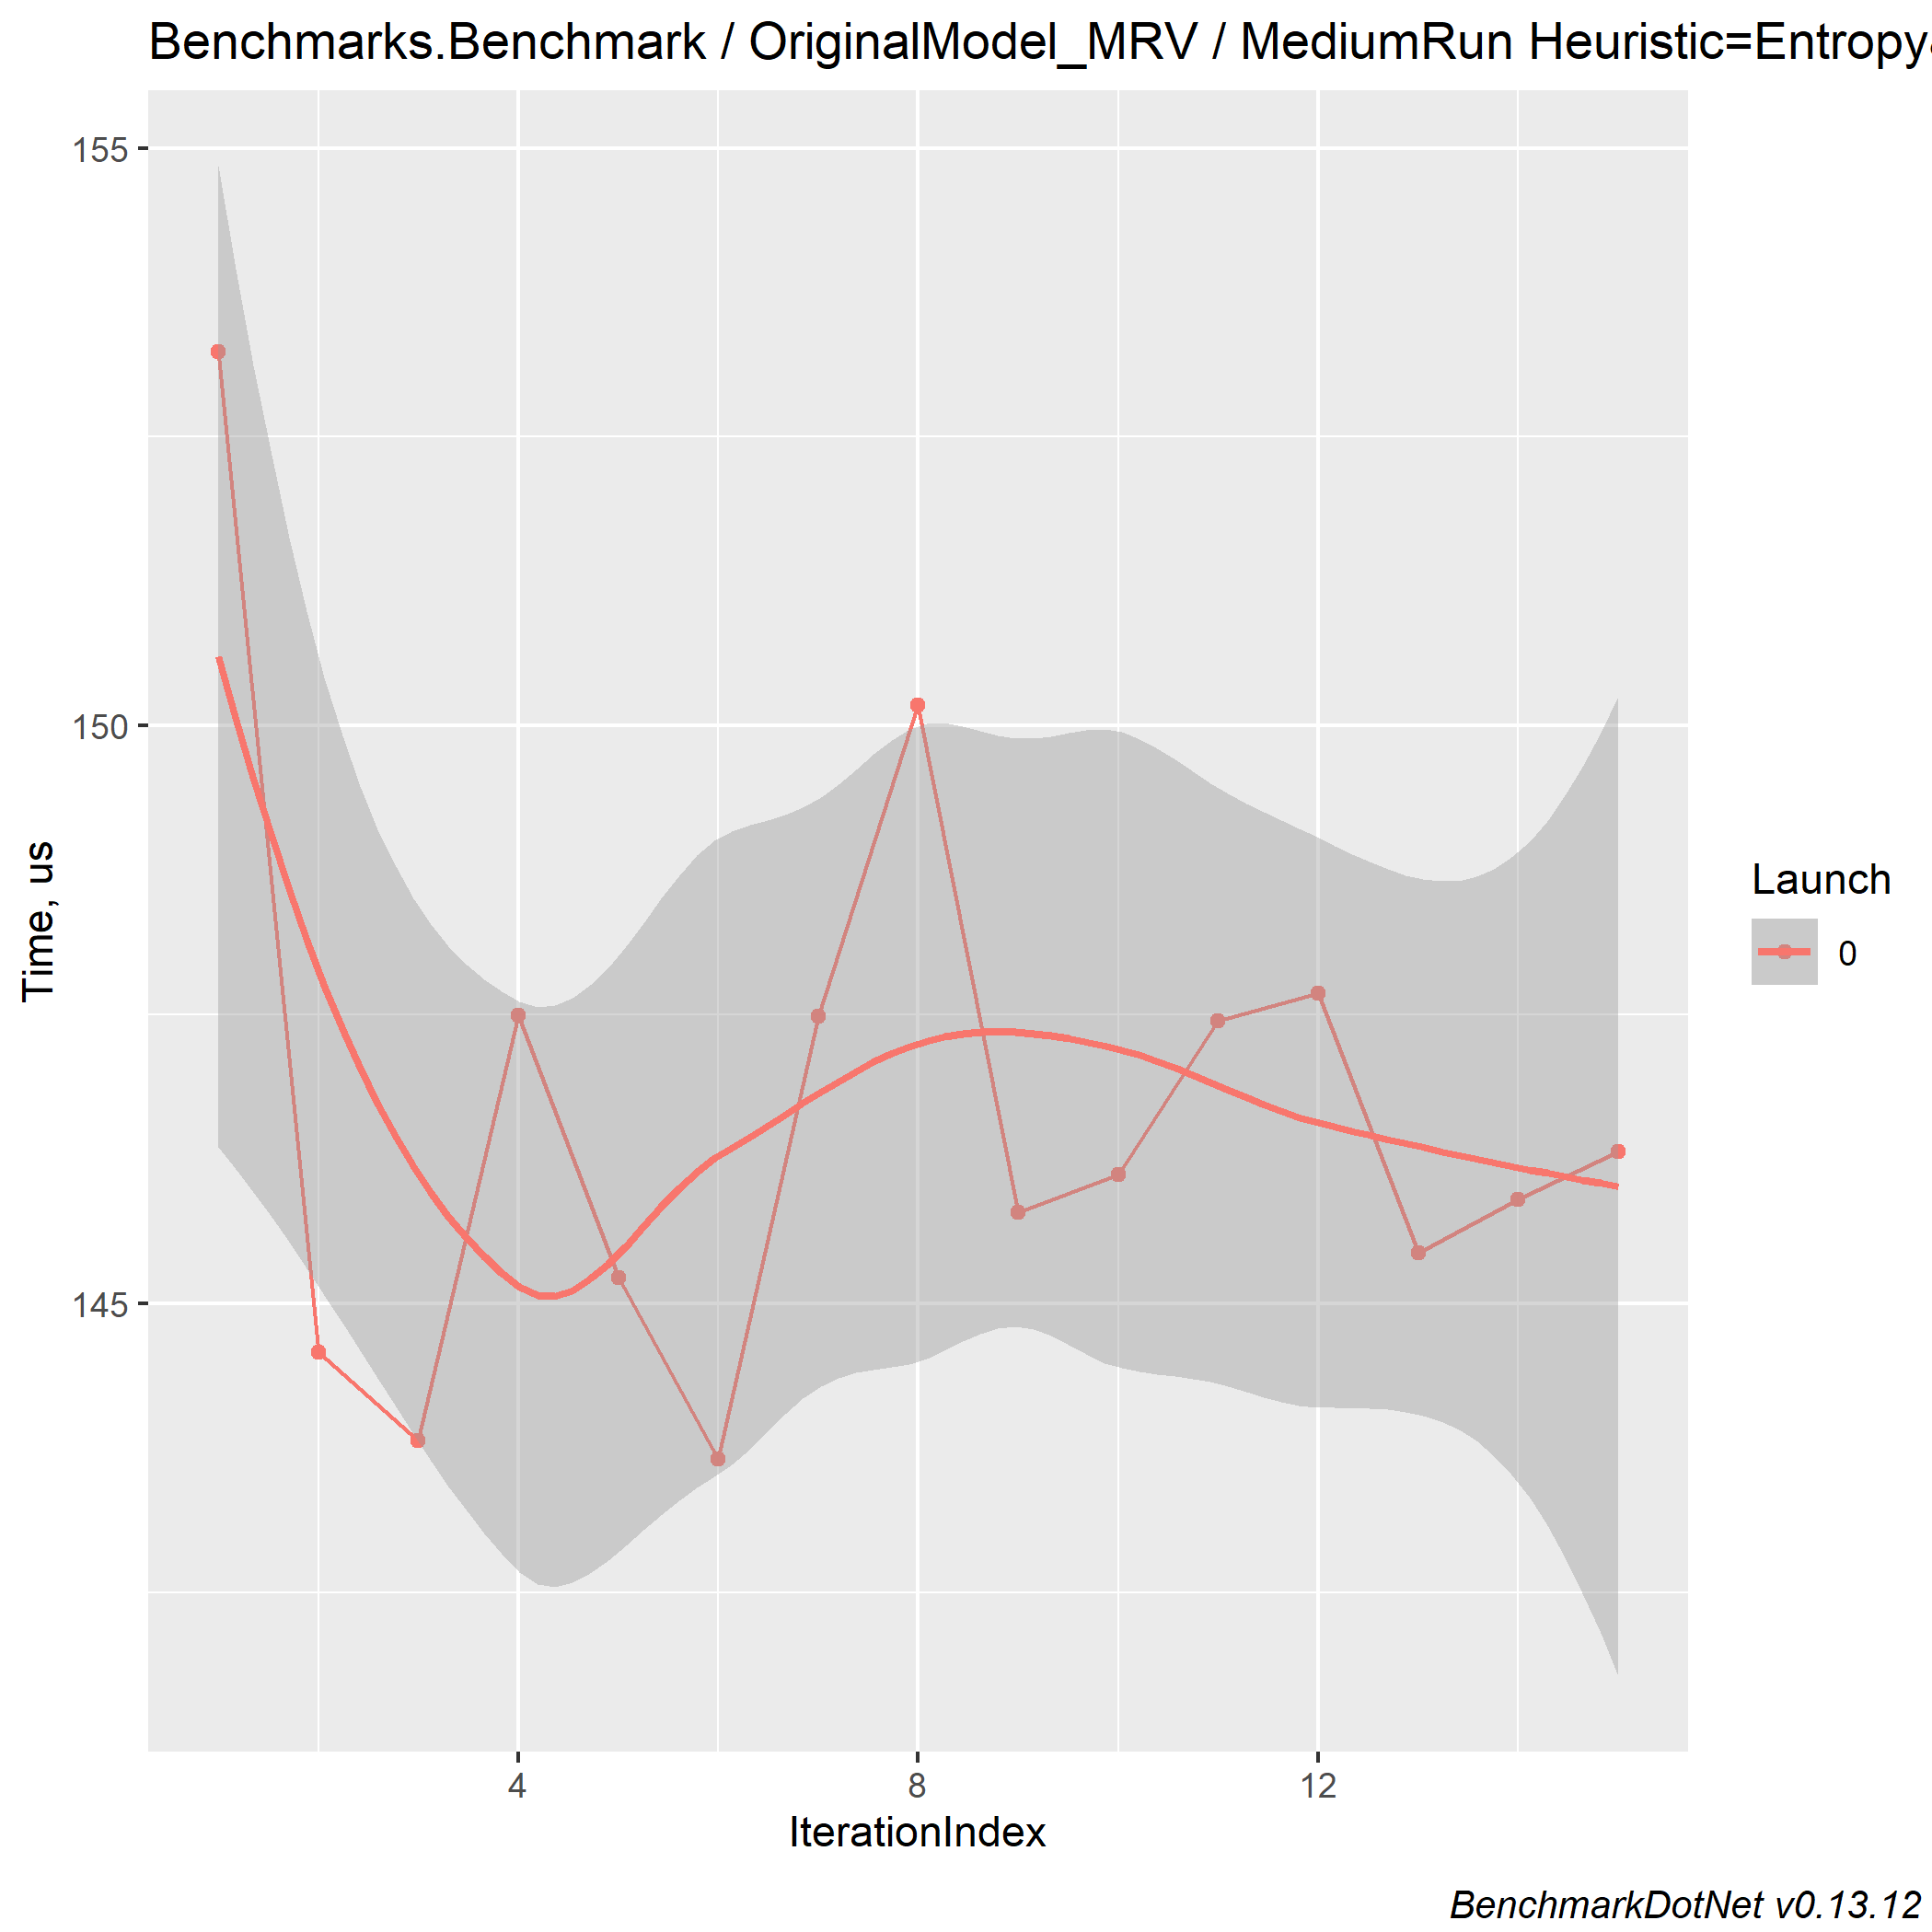 Benchmarks.Benchmark / OriginalModel_MRV / MediumRun Heuristic=Entropy
155
150
145
Time, us
4
8
12
IterationIndex
Launch
0
BenchmarkDotNet v0.13.12